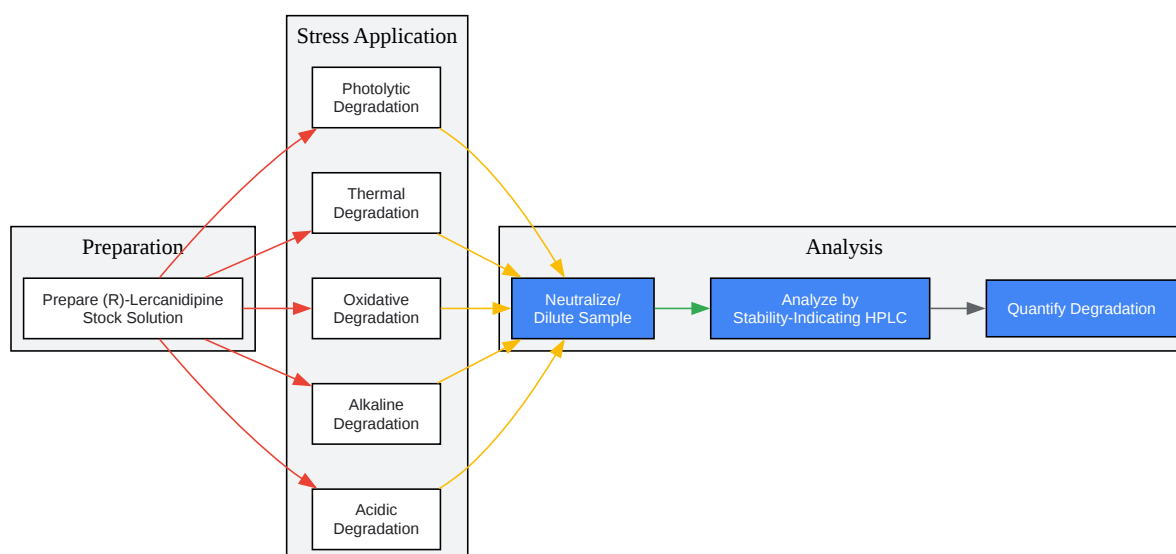 Stress Application
Photolytic
Degradation
Thermal
Degradation
Preparation
Analysis
Prepare (R)-Lercanidipine
Stock Solution
Oxidative
Degradation
Neutralize/
Dilute Sample
Analyze by
Stability-Indicating HPLC
Quantify Degradation
Alkaline
Degradation
Acidic
Degradation